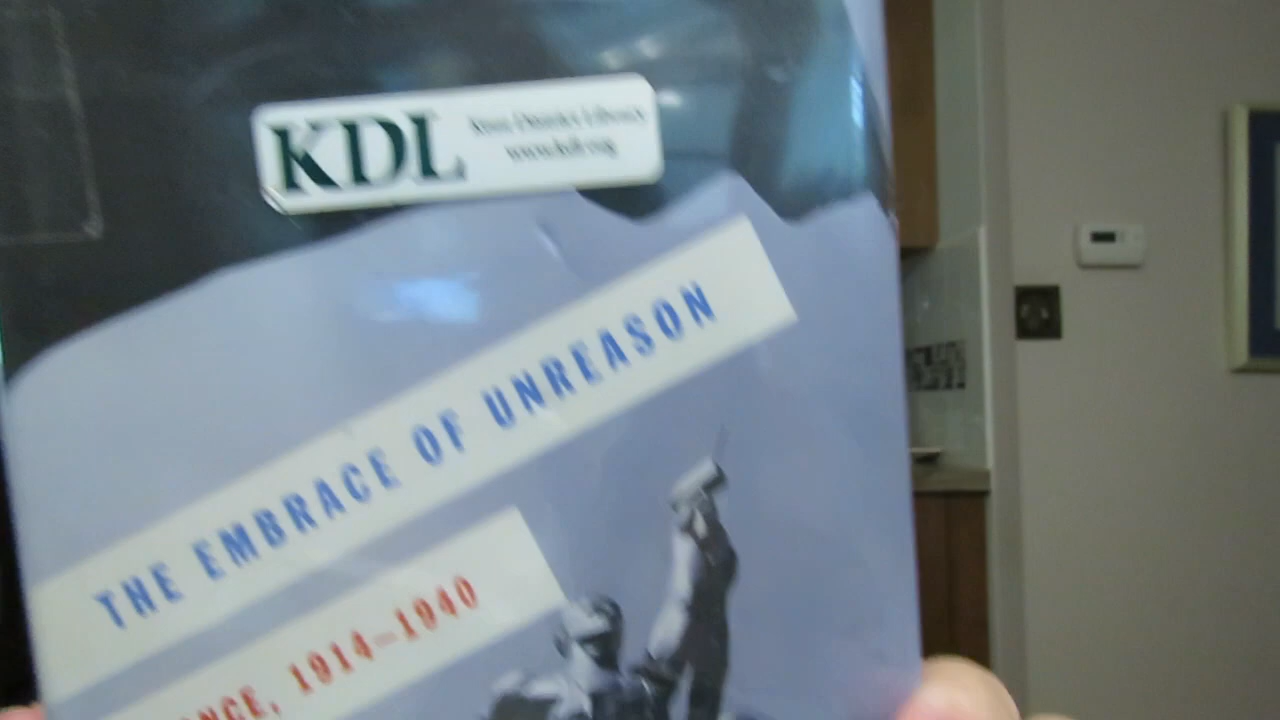 KDL
Kent District Library
www.kdl.org
THE EMBRACE OF UNREASON
NCE, 1914–1940